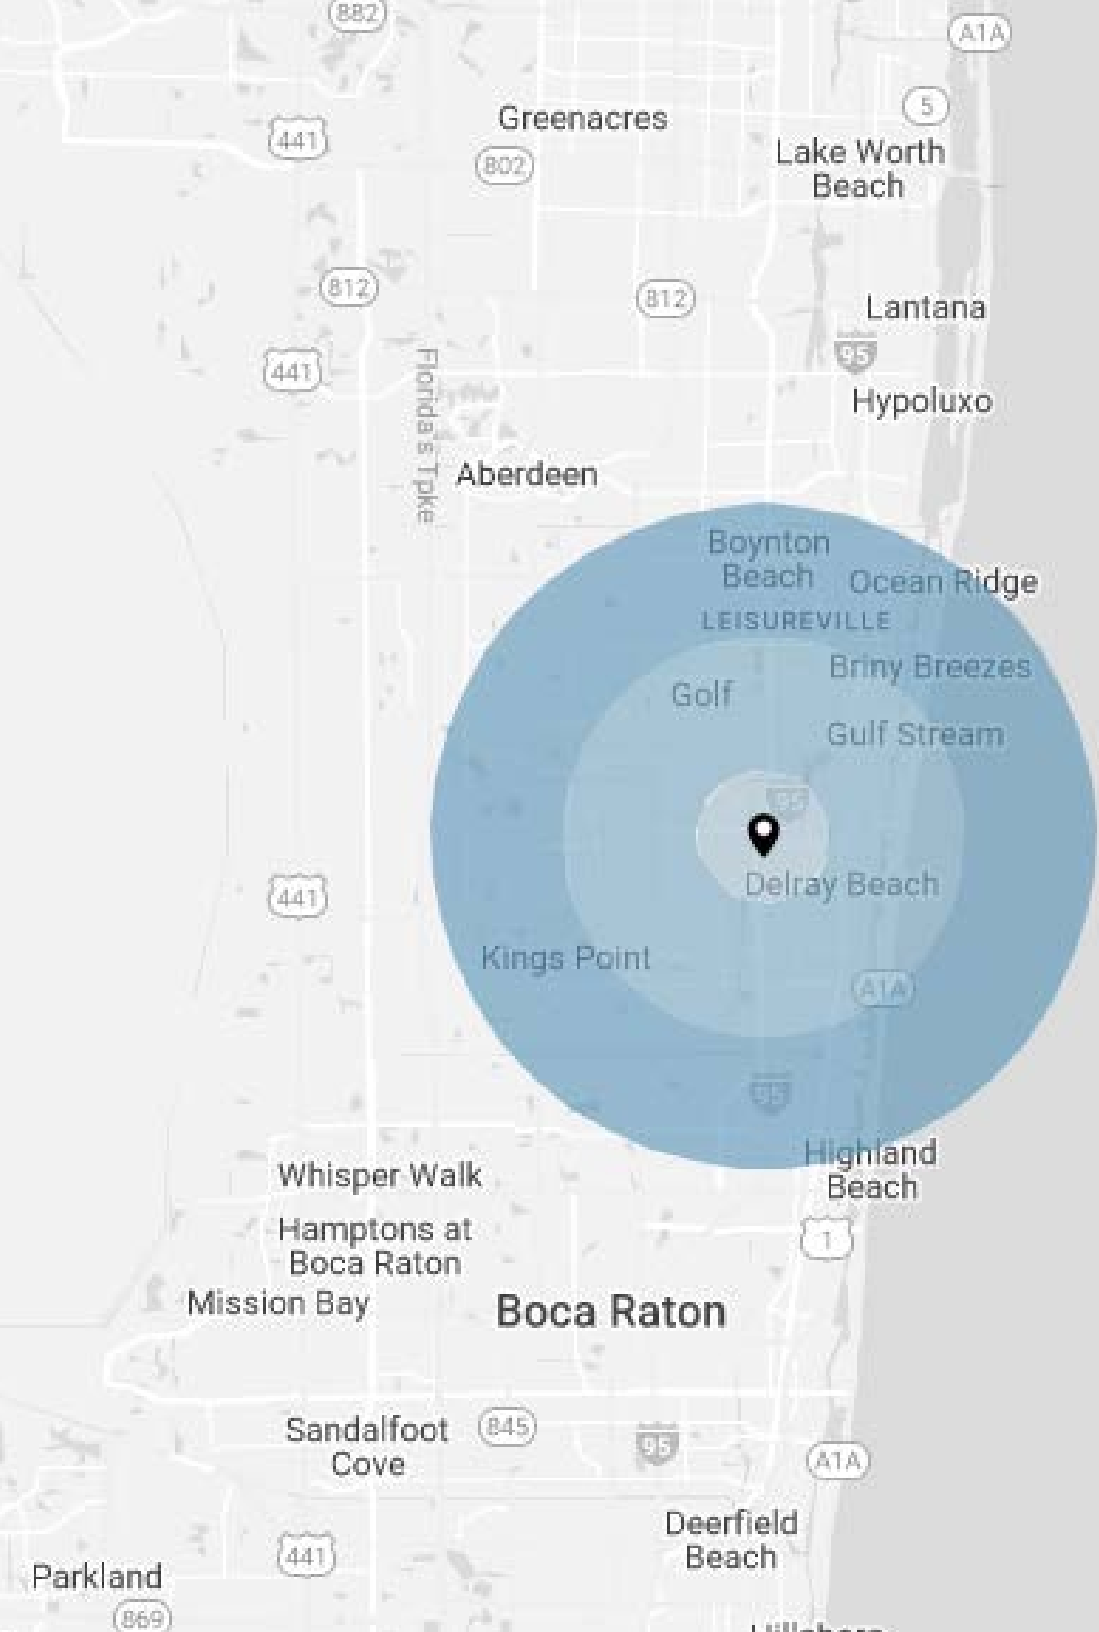 882
A1A
5
Greenacres
441
802
Lake Worth
Beach
812
812
Lantana
95
441
Florida's Tpke
Hypoluxo
Aberdeen
Boynton
Beach
Ocean Ridge
LEISUREVILLE
Briny Breezes
Golf
Gulf Stream
95
Delray Beach
441
Kings Point
A1A
95
Highland
Beach
Whisper Walk
Hamptons at
Boca Raton
1
Mission Bay
Boca Raton
Sandalfoot
Cove
845
95
A1A
Deerfield
Beach
441
Parkland
869